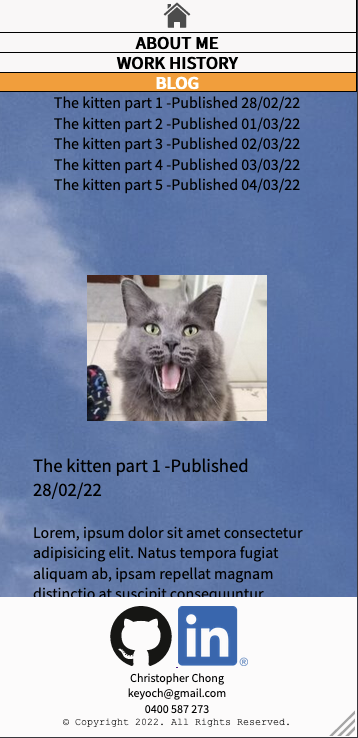 ABOUT ME
WORK HISTORY
BLOG
The kitten part 1 -Published 28/02/22
The kitten part 2 -Published 01/03/22
The kitten part 3 -Published 02/03/22
The kitten part 4 -Published 03/03/22
The kitten part 5 -Published 04/03/22
The kitten part 1 -Published
28/02/22
Lorem, ipsum dolor sit amet consectetur
adipisicing elit. Natus tempora fugiat
aliquam ab, ipsam repellat magnam
distinctio at suscipit consequuntur
in
®
Christopher Chong
keyoch@gmail.com
0400 587 273
© Copyright 2022. All Rights Reserved.